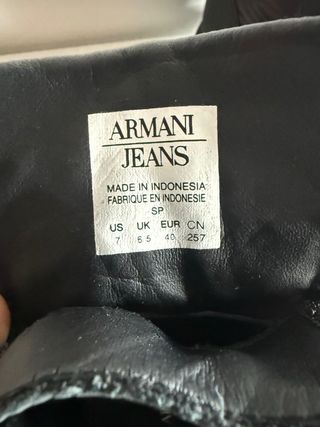 ARMANI
JEANS
MADE IN INDONESIA
FABRIQUE EN INDONESIE
SP
US UK EUR CN
7 6 5 40 257